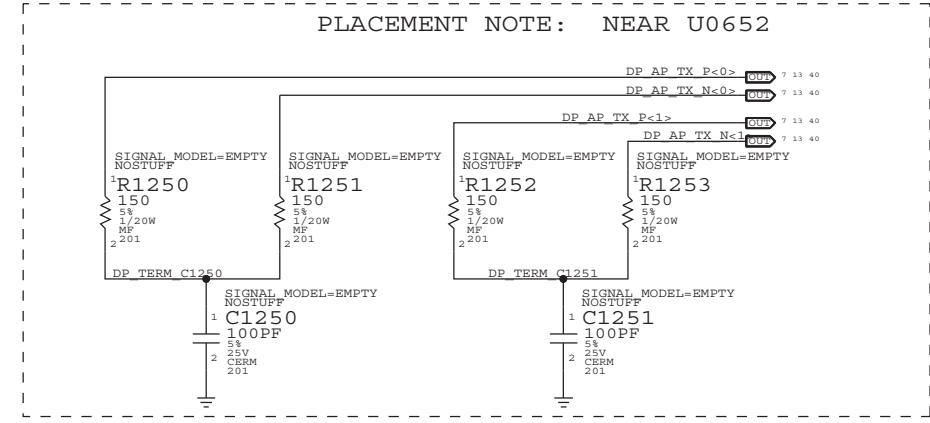 PLACEMENT NOTE: NEAR U0652
DP_AP_TX_P<0> OUT 7 13 40
DP_AP_TX_N<0> OUT 7 13 40
DP_AP_TX_P<1> OUT 7 13 40
DP_AP_TX_N<1> OUT 7 13 40
SIGNAL_MODEL=EMPTY
NOSTUFF
1 R1250
150
5%
1/20W
MF
2 201
SIGNAL_MODEL=EMPTY
NOSTUFF
1 R1251
150
5%
1/20W
MF
2 201
SIGNAL_MODEL=EMPTY
NOSTUFF
1 R1252
150
5%
1/20W
MF
2 201
SIGNAL_MODEL=EMPTY
NOSTUFF
1 R1253
150
5%
1/20W
MF
2 201
DP_TERM_C1250
SIGNAL_MODEL=EMPTY
NOSTUFF
1 C1250
100PF
5%
25V
2 CERM
201
DP_TERM_C1251
SIGNAL_MODEL=EMPTY
NOSTUFF
1 C1251
100PF
5%
25V
2 CERM
201